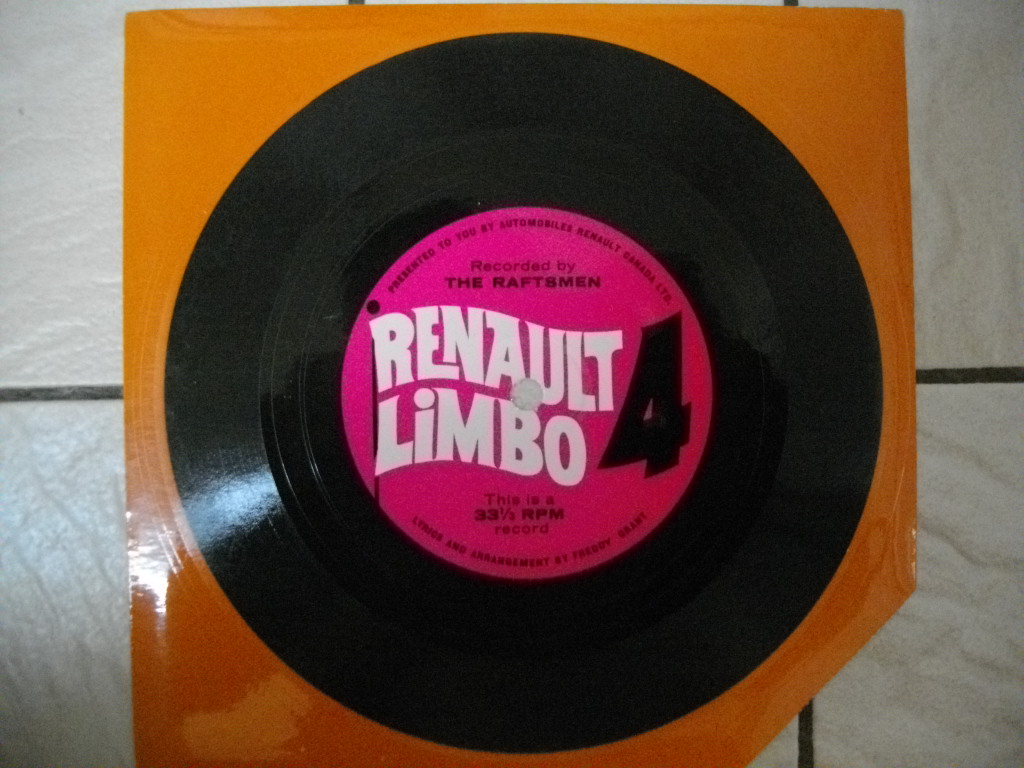 PRESENTED TO YOU BY AUTOMOBILES RENAULT CANADA LTD.
Recorded by
THE RAFTSMEN
RENAULT
LiMBO
4
This is a
33⅓ RPM
record
LYRICS AND ARRANGEMENT BY FREDDY GRANT